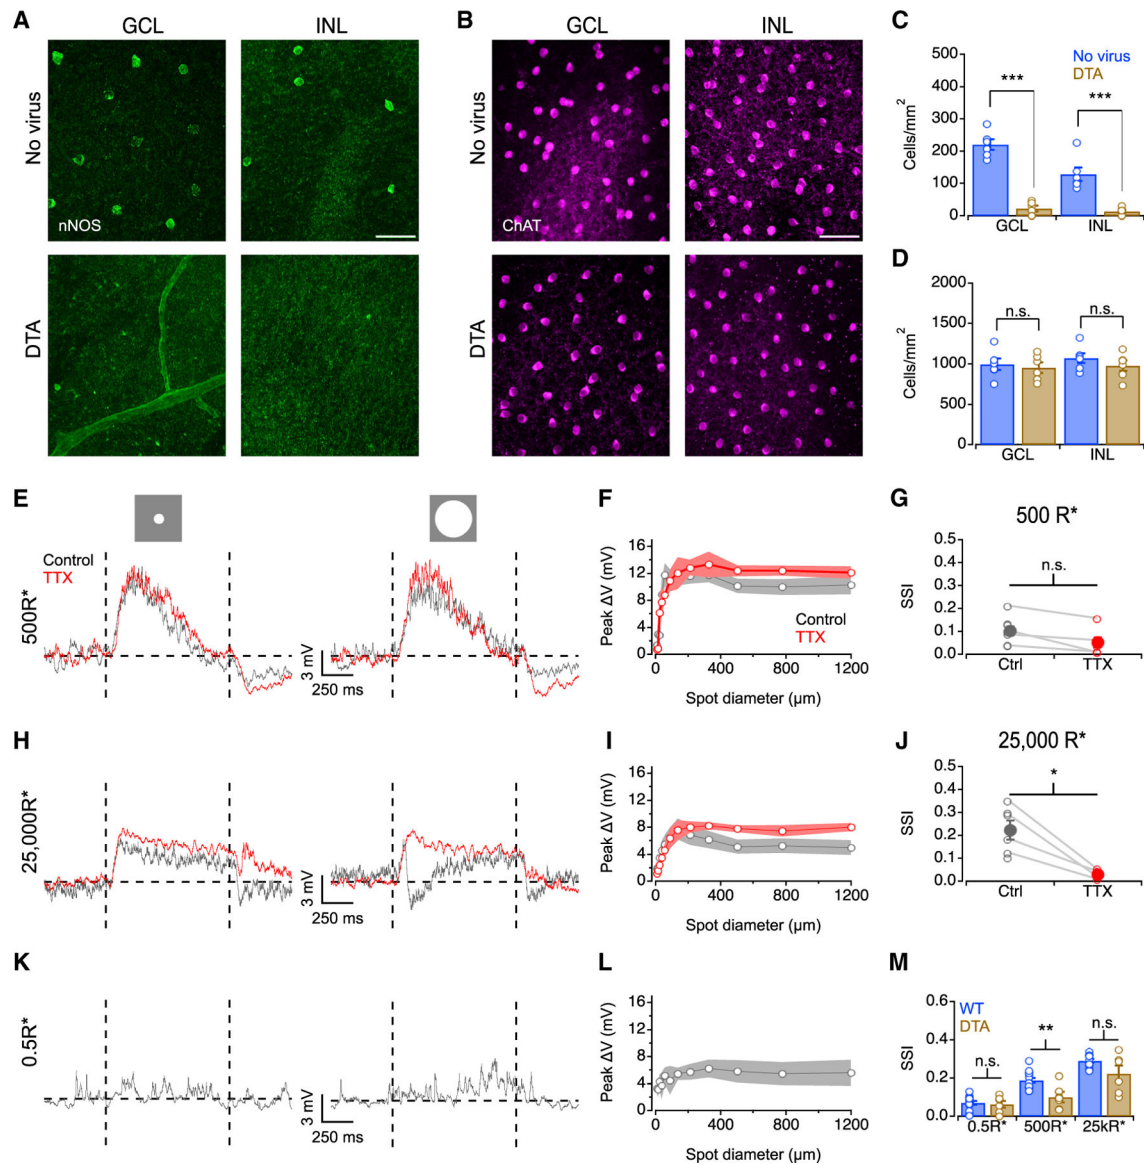 A
GCL
INL
No virus
nNOS
DTA
B
GCL
INL
No virus
ChAT
DTA
C
500
400
300
200
100
0
Cells/mm²
No virus
DTA
***
***
GCL
INL
D
2000
1500
1000
500
0
Cells/mm²
n.s.
n.s.
GCL
INL
E
Control
TTX
500R*
3 mV
250 ms
F
16
12
8
4
0
Peak ΔV (mV)
Control
TTX
0 400 800 1200
Spot diameter (µm)
G
500 R*
0.5
0.4
0.3
0.2
0.1
0.0
SSI
n.s.
Ctrl
TTX
H
25,000R*
3 mV
250 ms
I
16
12
8
4
0
Peak ΔV (mV)
0 400 800 1200
Spot diameter (µm)
J
25,000 R*
0.5
0.4
0.3
0.2
0.1
0.0
SSI
*
Ctrl
TTX
K
0.5R*
3 mV
250 ms
L
16
12
8
4
0
Peak ΔV (mV)
0 400 800 1200
Spot diameter (µm)
M
0.6
0.4
0.2
0.0
SSI
WT
DTA
n.s.
**
n.s.
0.5R*
500R*
25kR*